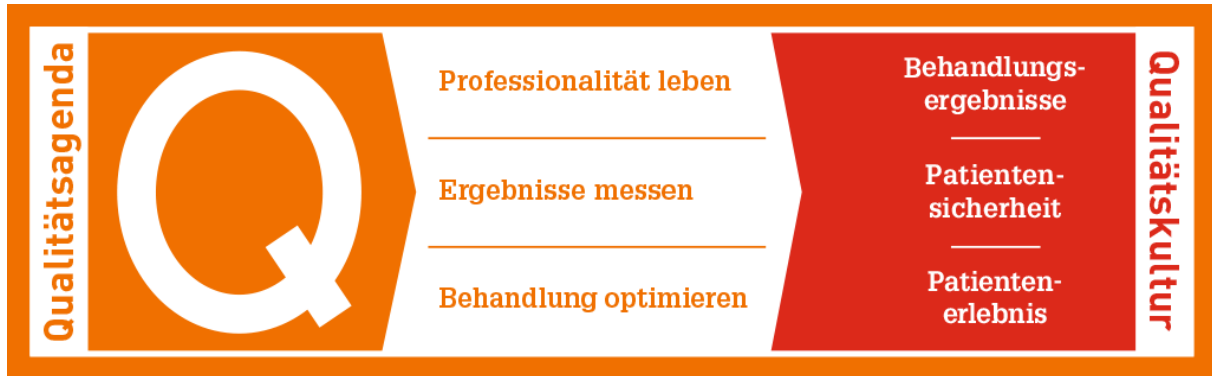 Qualitätsagenda
Q
Professionalität leben
Ergebnisse messen
Behandlung optimieren
Behandlungs-
ergebnisse
Patienten-
sicherheit
Patienten-
erlebnis
Qualitätskultur